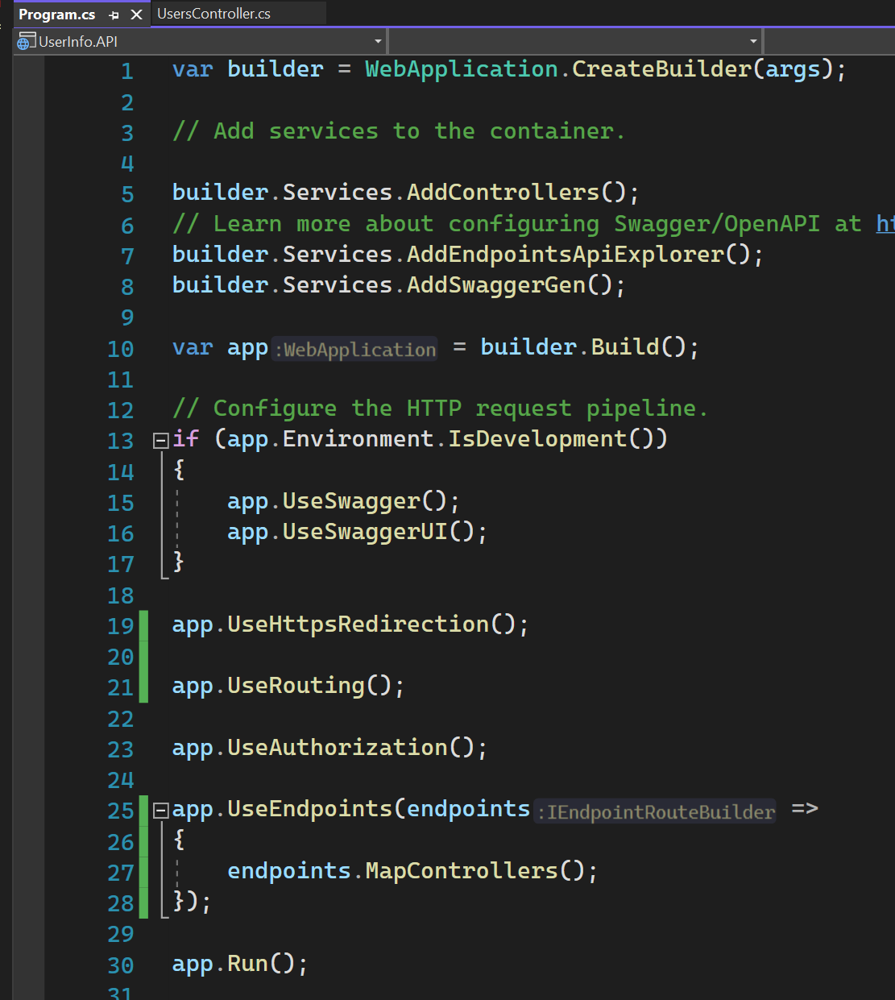 Program.cs
UsersController.cs
UserInfo.API
1 var builder = WebApplication.CreateBuilder(args);
2
3 // Add services to the container.
4
5 builder.Services.AddControllers();
6 // Learn more about configuring Swagger/OpenAPI at
7 builder.Services.AddEndpointsApiExplorer();
8 builder.Services.AddSwaggerGen();
9
10 var app :WebApplication = builder.Build();
11
12 // Configure the HTTP request pipeline.
13 if (app.Environment.IsDevelopment())
14 {
15 app.UseSwagger();
16 app.UseSwaggerUI();
17 }
18
19 app.UseHttpsRedirection();
20
21 app.UseRouting();
22
23 app.UseAuthorization();
24
25 app.UseEndpoints(endpoints :IEndpointRouteBuilder =>
26 {
27 endpoints.MapControllers();
28 });
29
30 app.Run();
31